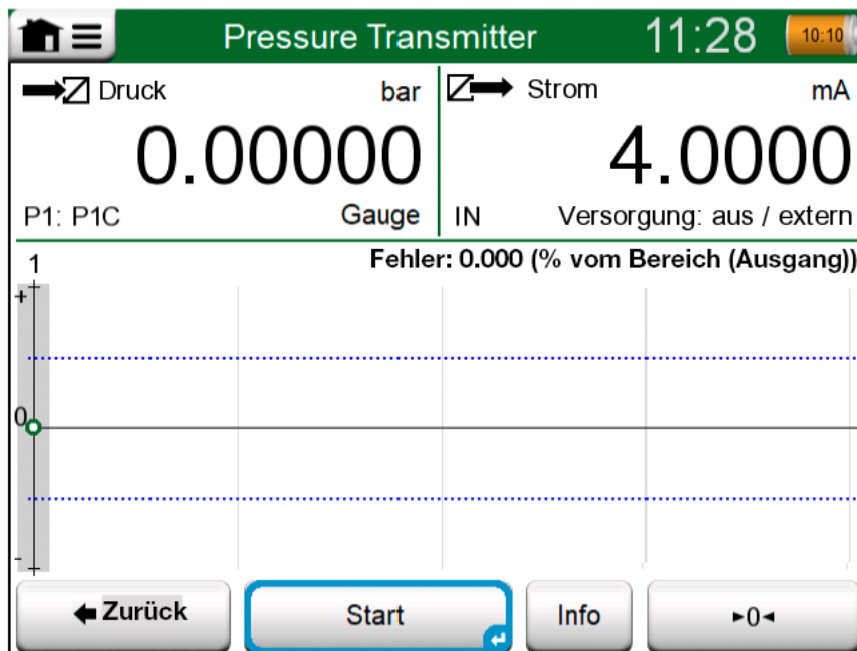 Pressure Transmitter 11:28 10:10
Druck bar
0.00000
P1: P1C Gauge
Strom mA
4.0000
IN Versorgung: aus / extern
Fehler: 0.000 (% vom Bereich (Ausgang))
1
+
0
-
Zurück Start Info ►0◄